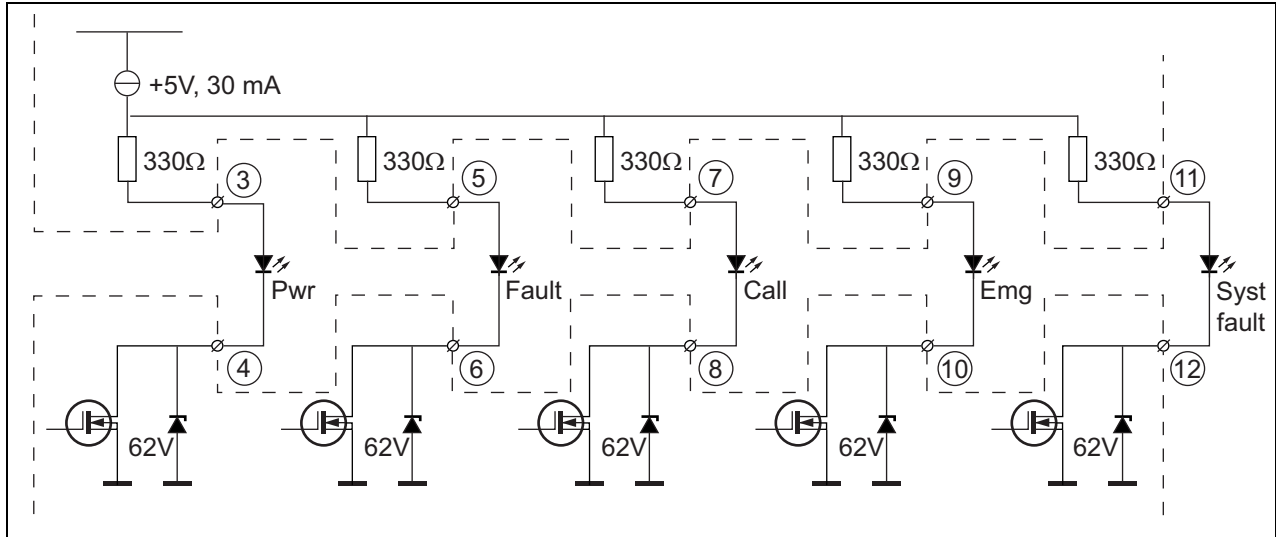 +5V, 30 mA
330Ω 330Ω 330Ω 330Ω 330Ω
3 5 7 9 11
Pwr Fault Call Emg Syst
fault
4 6 8 10 12
62V 62V 62V 62V 62V